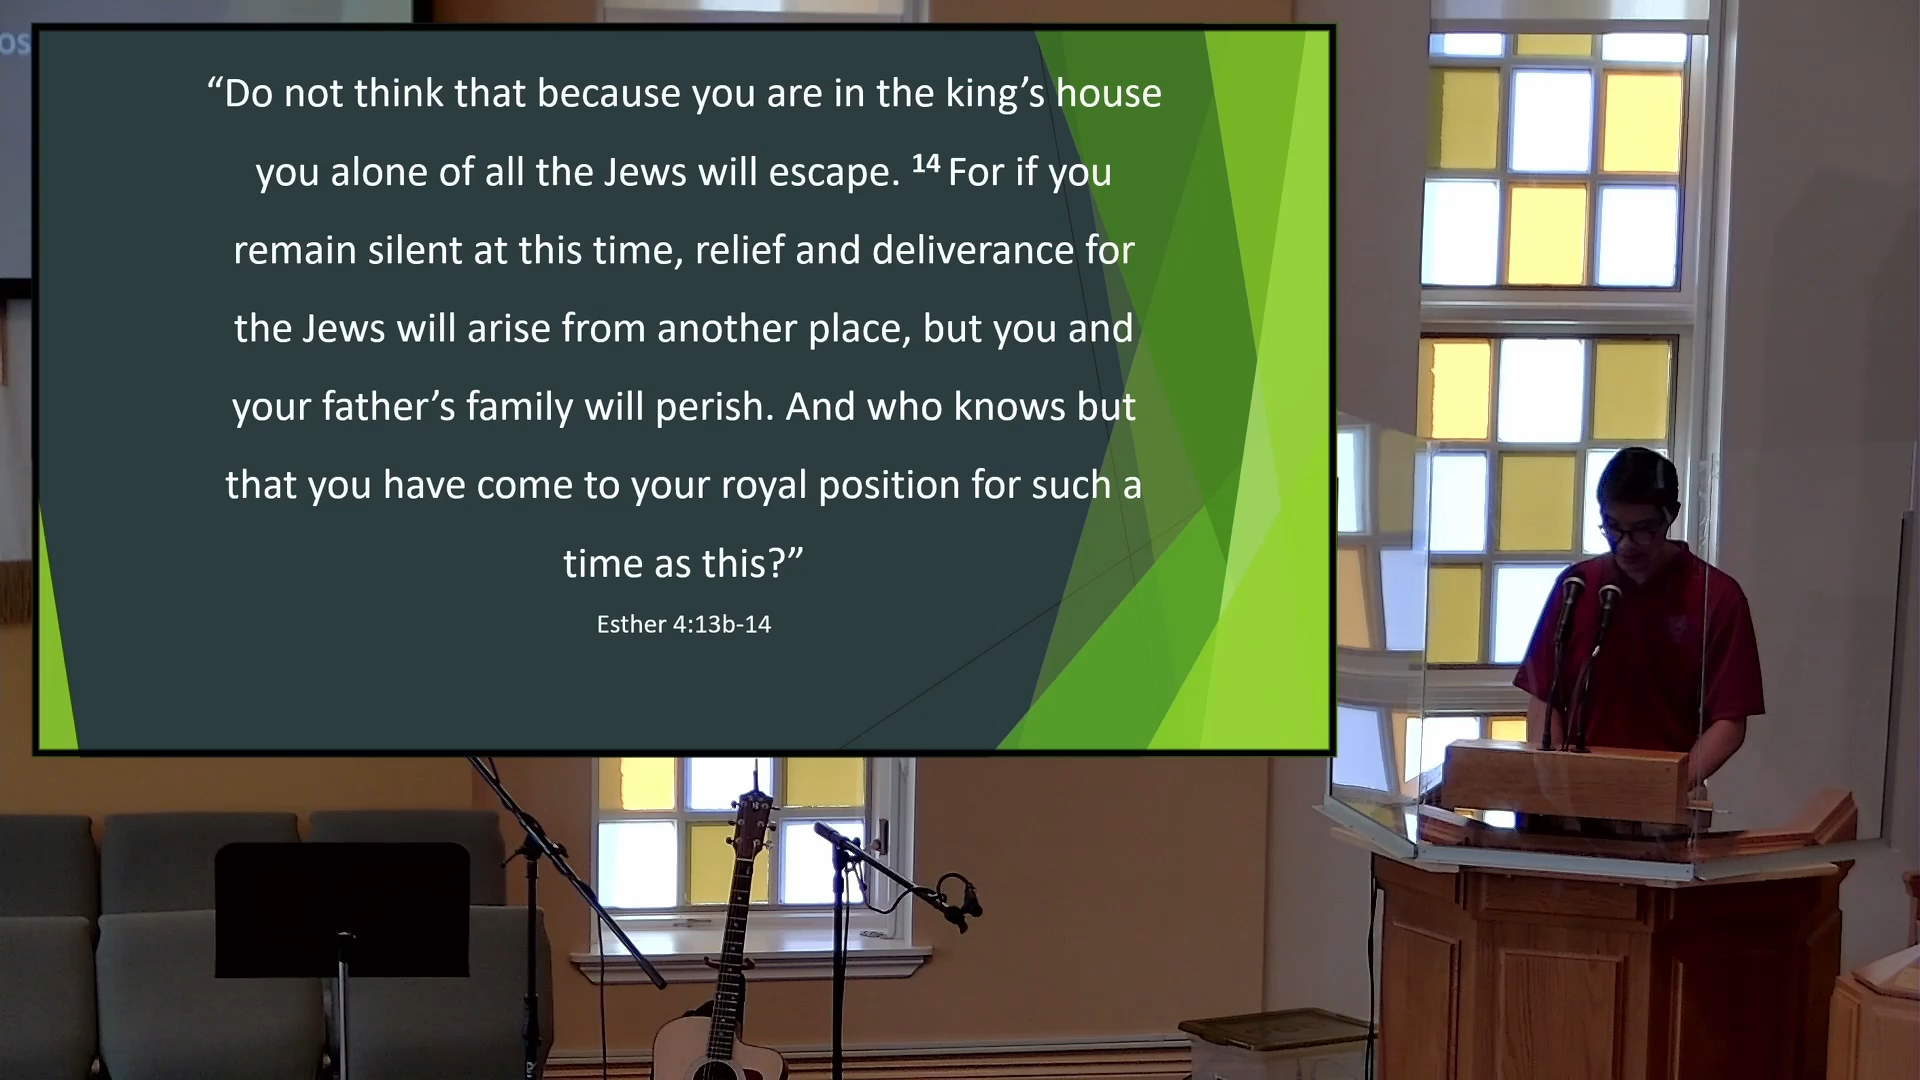 os
“Do not think that because you are in the king’s house
you alone of all the Jews will escape. 14 For if you
remain silent at this time, relief and deliverance for
the Jews will arise from another place, but you and
your father’s family will perish. And who knows but
that you have come to your royal position for such a
time as this?”
Esther 4:13b-14